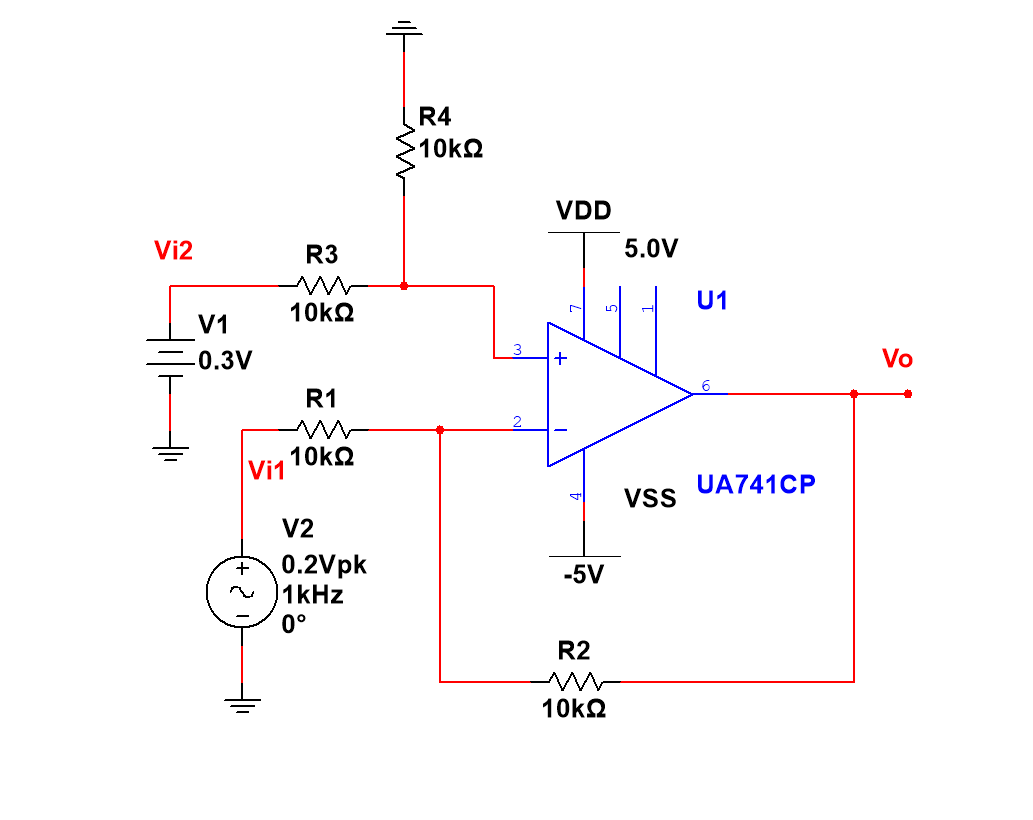 R4
10kΩ
VDD
5.0V
Vi2
R3
10kΩ
7
5
1
U1
V1
0.3V
3
+
Vo
6
R1
10kΩ
2
−
Vi1
4
VSS
UA741CP
V2
0.2Vpk
1kHz
0°
+
−
-5V
R2
10kΩ